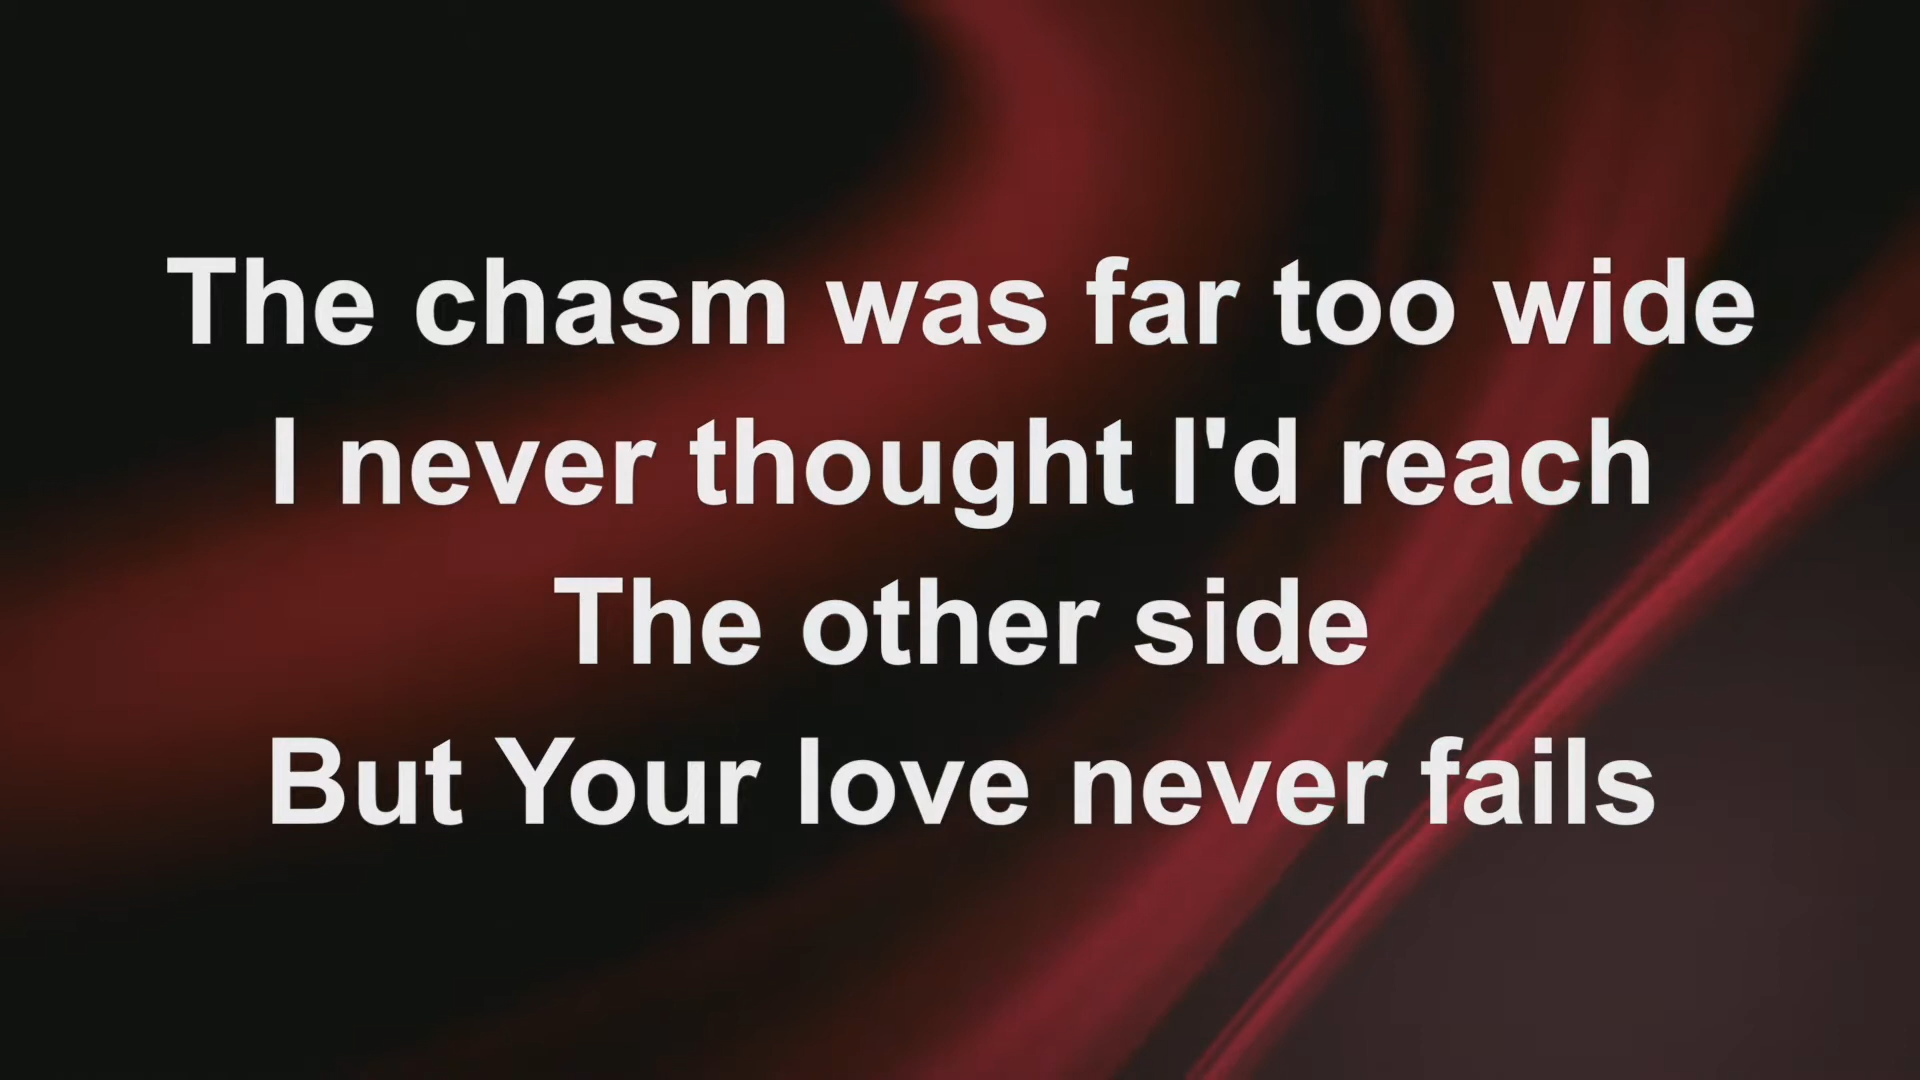 The chasm was far too wide
I never thought I'd reach
The other side
But Your love never fails